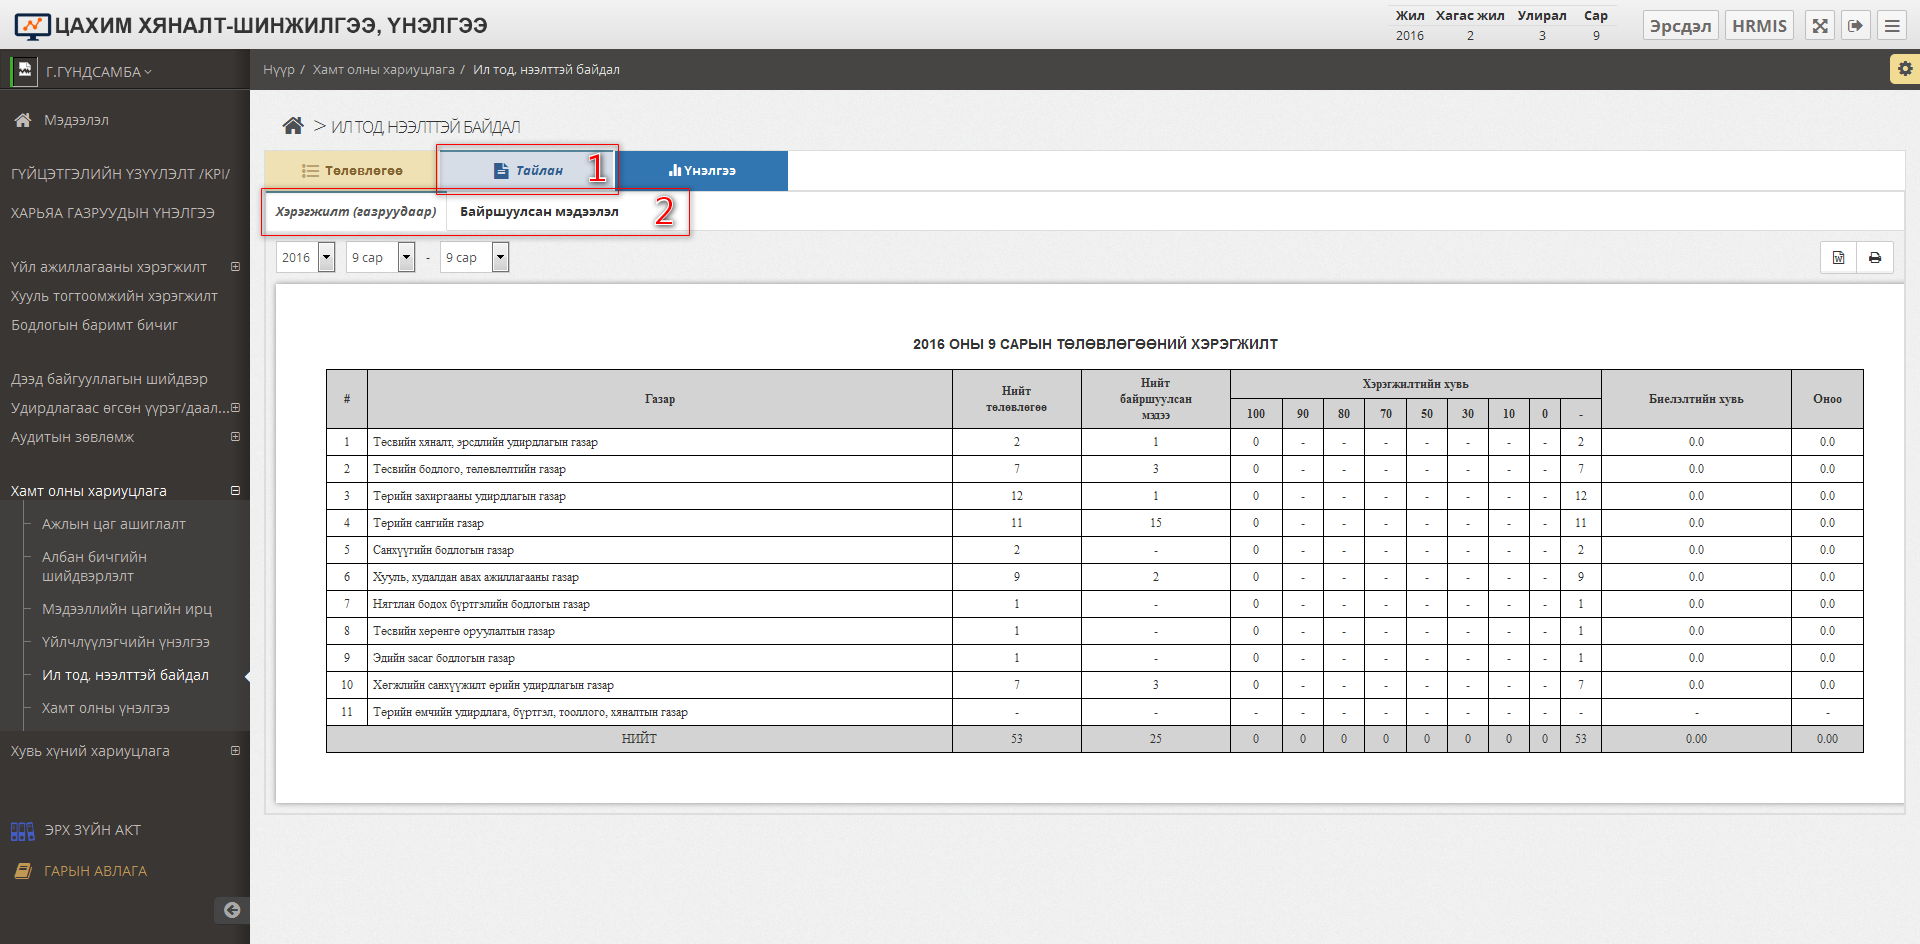 ЦАХИМ ХЯНАЛТ-ШИНЖИЛГЭЭ, ҮНЭЛГЭЭ
Жил Хагас жил Улирал Сар
2016 2 3 9
Эрсдэл HRMIS
Г.ГҮНДСАМБА
Нүүр / Хамт олны хариуцлага / Ил тод, нээлттэй байдал
Мэдээлэл
ГҮЙЦЭТГЭЛИЙН ҮЗҮҮЛЭЛТ /KPI/
ХАРЬЯА ГАЗРУУДЫН ҮНЭЛГЭЭ
Үйл ажиллагааны хэрэгжилт
Хууль тогтоомжийн хэрэгжилт
Бодлогын баримт бичиг
Дээд байгууллагын шийдвэр
Удирдлагаас өгсөн үүрэг/даал...
Аудитын зөвлөмж
Хамт олны хариуцлага
Ажлын цаг ашиглалт
Албан бичгийн
шийдвэрлэлт
Мэдээллийн цагийн ирц
Үйлчлүүлэгчийн үнэлгээ
Ил тод, нээлттэй байдал
Хамт олны үнэлгээ
Хувь хүний хариуцлага
ЭРХ ЗҮЙН АКТ
ГАРЫН АВЛАГА
> ИЛ ТОД, НЭЭЛТТЭЙ БАЙДАЛ
Төлөвлөгөө Тайлан 1 Үнэлгээ
Хэрэгжилт (газруудаар) Байршуулсан мэдээлэл 2
2016 9 сар - 9 сар
2016 ОНЫ 9 САРЫН ТӨЛӨВЛӨГӨӨНИЙ ХЭРЭГЖИЛТ
# Газар Нийт төлөвлөгөө Нийт байршуулсан мэдээ Хэрэгжилтийн хувь Биелэлтийн хувь Оноо
100 90 80 70 50 30 10 0 -
1 Төсвийн хяналт, эрсдлийн удирдлагын газар 2 1 0 - - - - - - - 2 0.0 0.0
2 Төсвийн бодлого, төлөвлөлтийн газар 7 3 0 - - - - - - - 7 0.0 0.0
3 Төрийн захиргааны удирдлагын газар 12 1 0 - - - - - - - 12 0.0 0.0
4 Төрийн сангийн газар 11 15 0 - - - - - - - 11 0.0 0.0
5 Санхүүгийн бодлогын газар 2 - 0 - - - - - - - 2 0.0 0.0
6 Хууль, худалдан авах ажиллагааны газар 9 2 0 - - - - - - - 9 0.0 0.0
7 Нягтлан бодох бүртгэлийн бодлогын газар 1 - 0 - - - - - - - 1 0.0 0.0
8 Төсвийн хөрөнгө оруулалтын газар 1 - 0 - - - - - - - 1 0.0 0.0
9 Эдийн засаг бодлогын газар 1 - 0 - - - - - - - 1 0.0 0.0
10 Хөгжлийн санхүүжилт өрийн удирдлагын газар 7 3 0 - - - - - - - 7 0.0 0.0
11 Төрийн өмчийн удирдлага, бүртгэл, тооллого, хяналтын газар - - - - - - - - - - - - -
НИЙТ 53 25 0 0 0 0 0 0 0 0 53 0.00 0.00